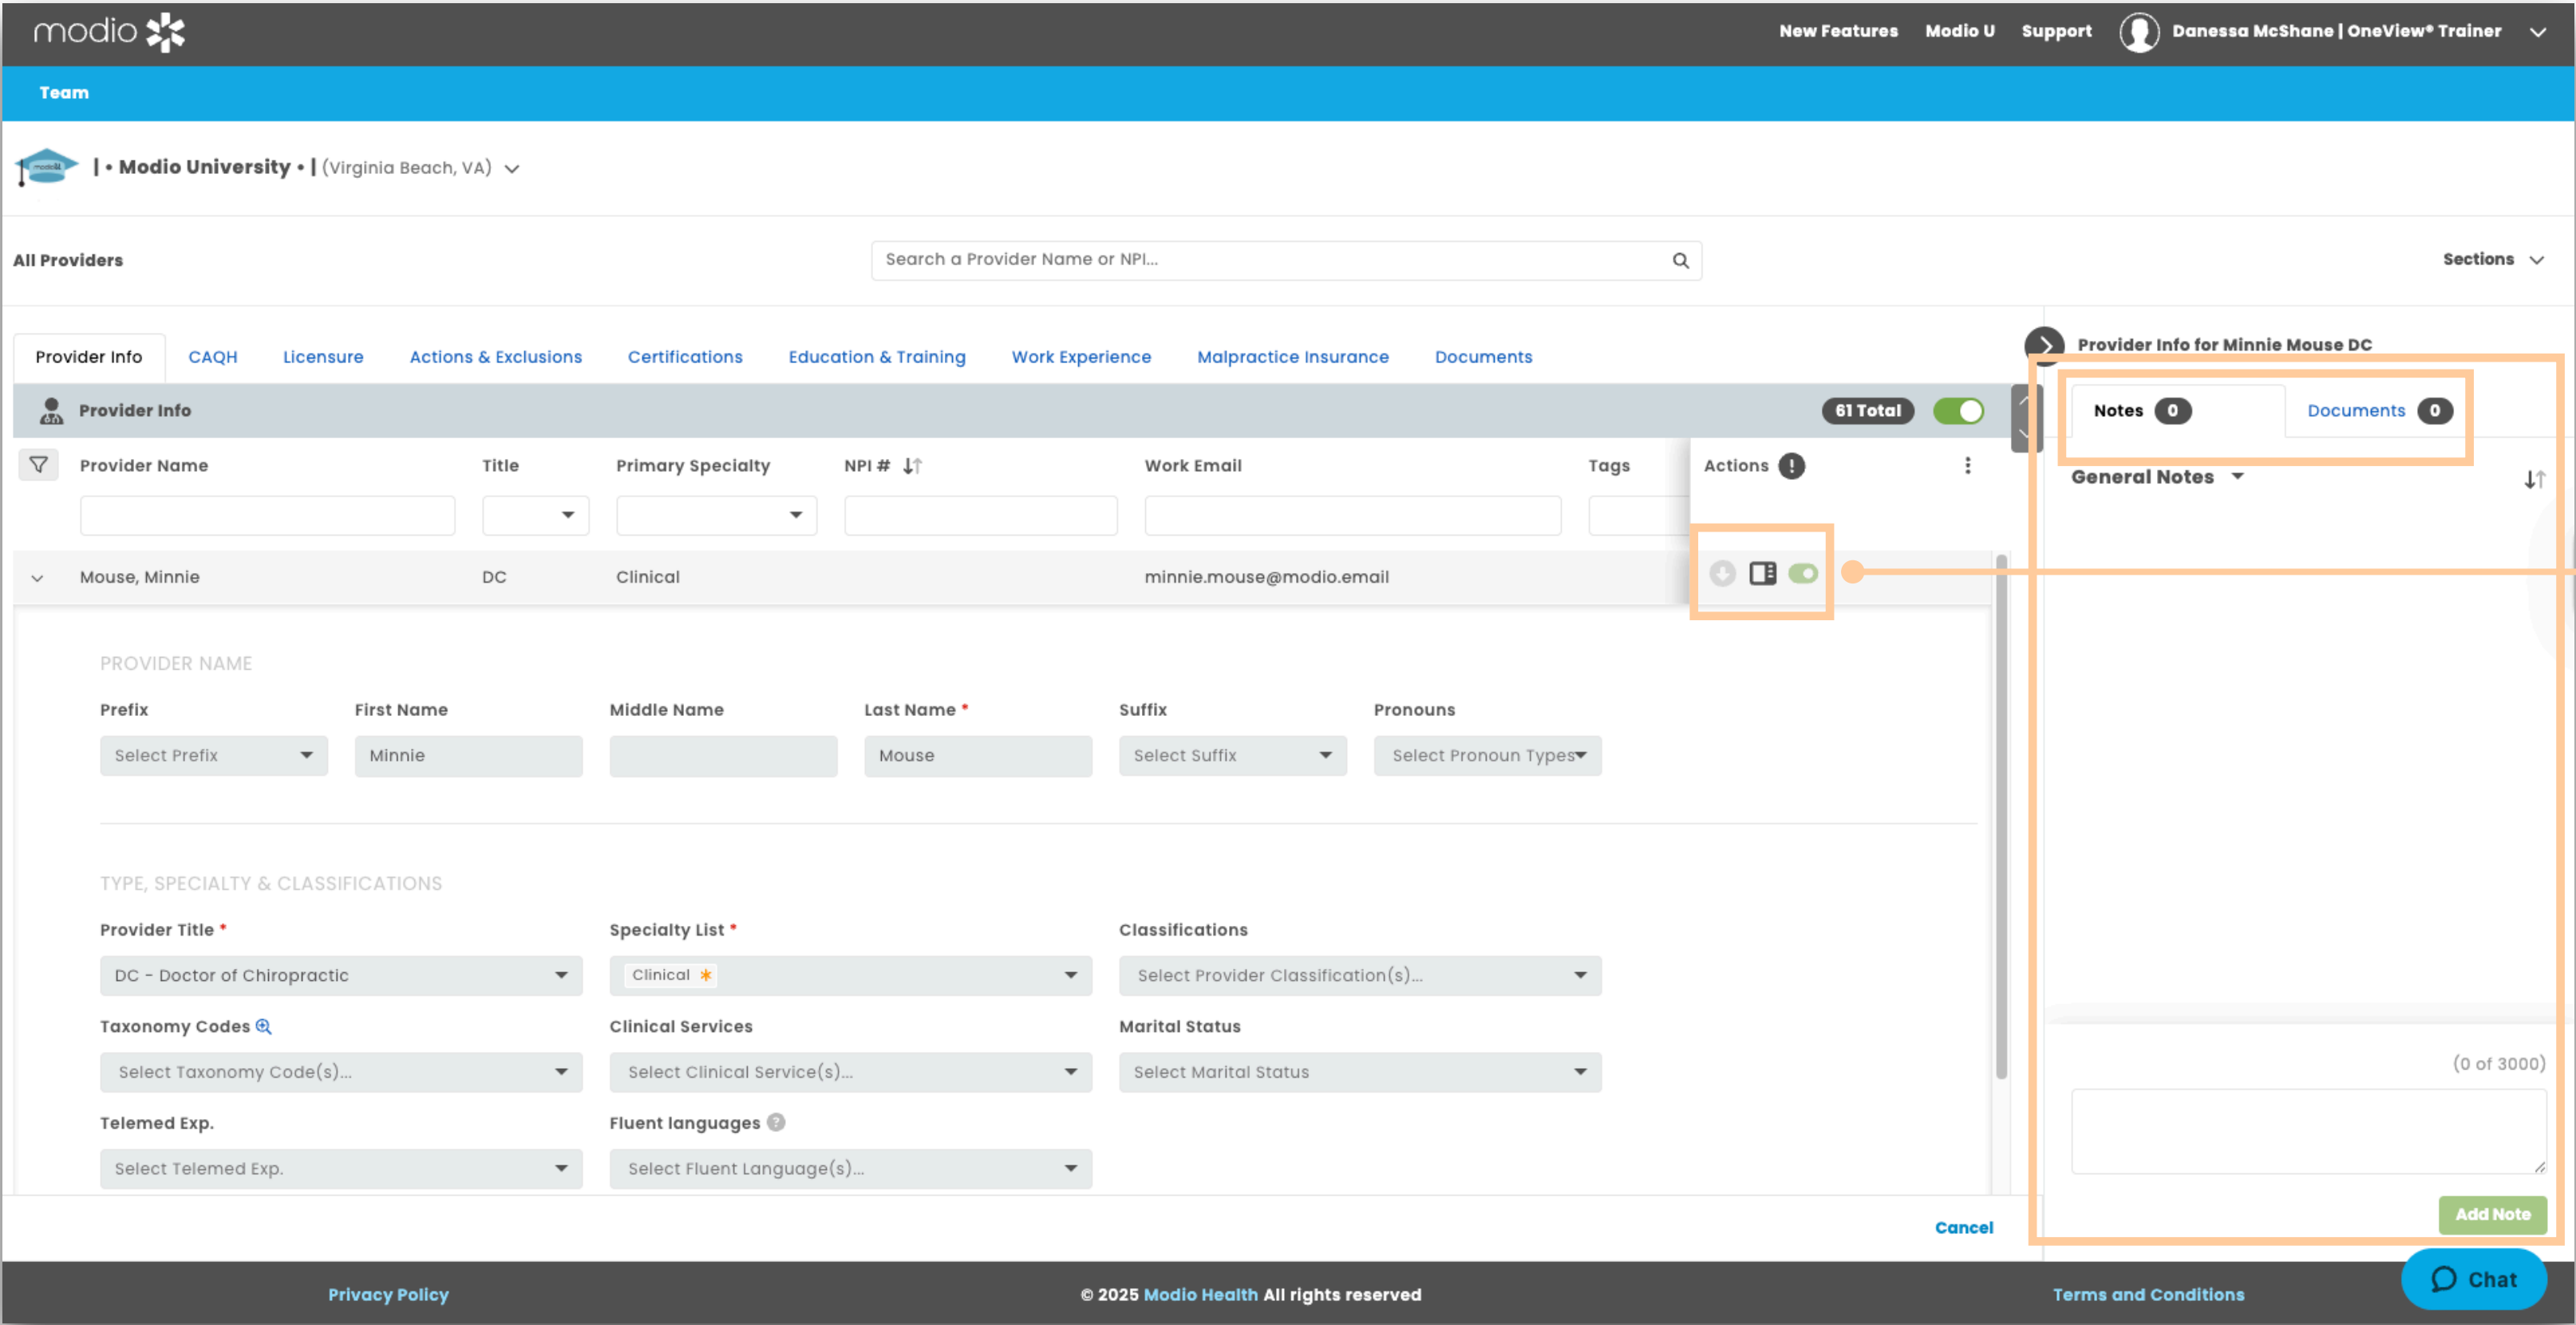 modio
New Features Modio U Support Danessa McShane | OneView® Trainer
Team
modioU | • Modio University • | (Virginia Beach, VA)
All Providers Search a Provider Name or NPI... Sections
Provider Info CAQH Licensure Actions & Exclusions Certifications Education & Training Work Experience Malpractice Insurance Documents
Provider Info for Minnie Mouse DC
Provider Info 61 Total
Notes 0 Documents 0
Provider Name Title Primary Specialty NPI # Work Email Tags Actions !
General Notes
Mouse, Minnie DC Clinical minnie.mouse@modio.email
PROVIDER NAME
Prefix First Name Middle Name Last Name * Suffix Pronouns
Select Prefix Minnie Mouse Select Suffix Select Pronoun Types
TYPE, SPECIALTY & CLASSIFICATIONS
Provider Title * Specialty List * Classifications
DC - Doctor of Chiropractic Clinical Select Provider Classification(s)...
Taxonomy Codes Clinical Services Marital Status
Select Taxonomy Code(s)... Select Clinical Service(s)... Select Marital Status
(0 of 3000)
Telemed Exp. Fluent languages ?
Select Telemed Exp. Select Fluent Language(s)...
Add Note
Cancel
Chat
Privacy Policy © 2025 Modio Health All rights reserved Terms and Conditions